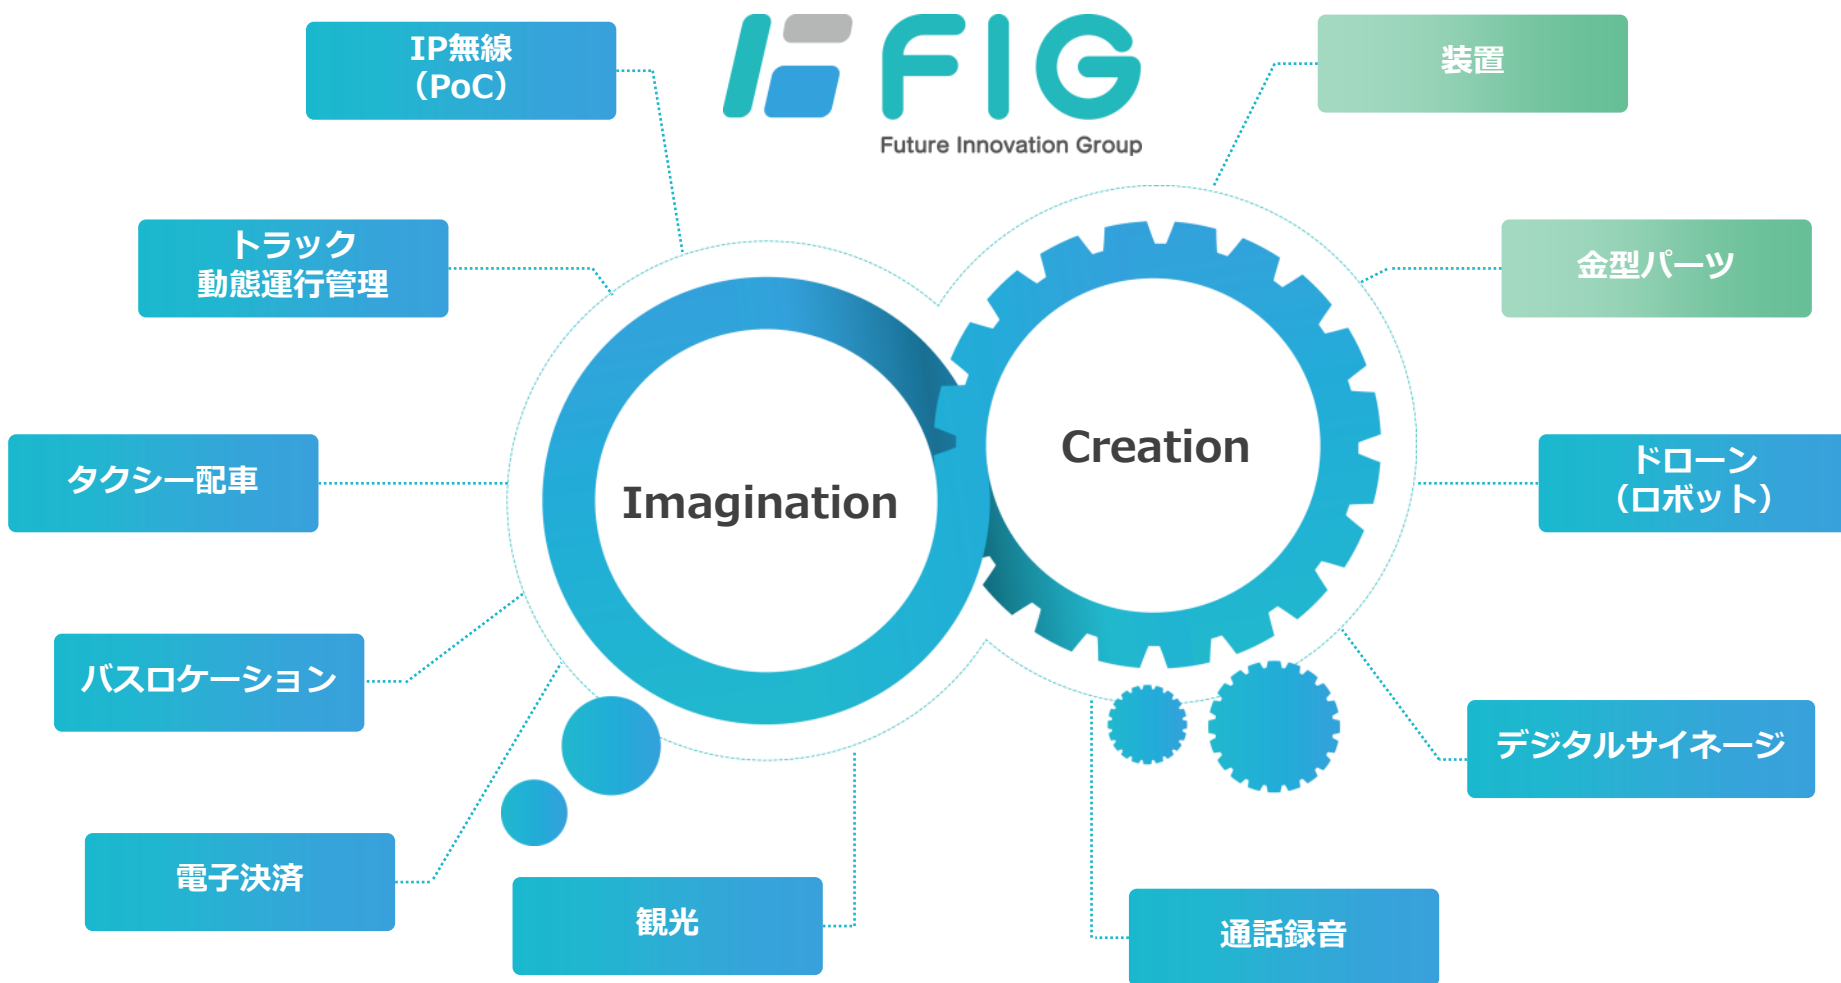 FIG
Future Innovation Group
IP無線
（PoC）
装置
トラック
動態運行管理
金型パーツ
タクシー配車
Imagination
Creation
ドローン
（ロボット）
バスロケーション
デジタルサイネージ
電子決済
観光
通話録音